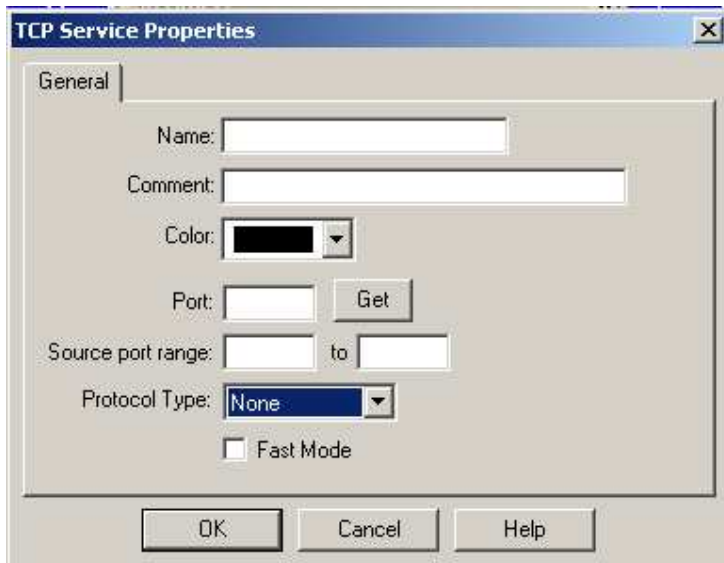 TCP Service Properties
General
Name:
Comment:
Color:
Port: Get
Source port range: to
Protocol Type: None
Fast Mode
OK Cancel Help